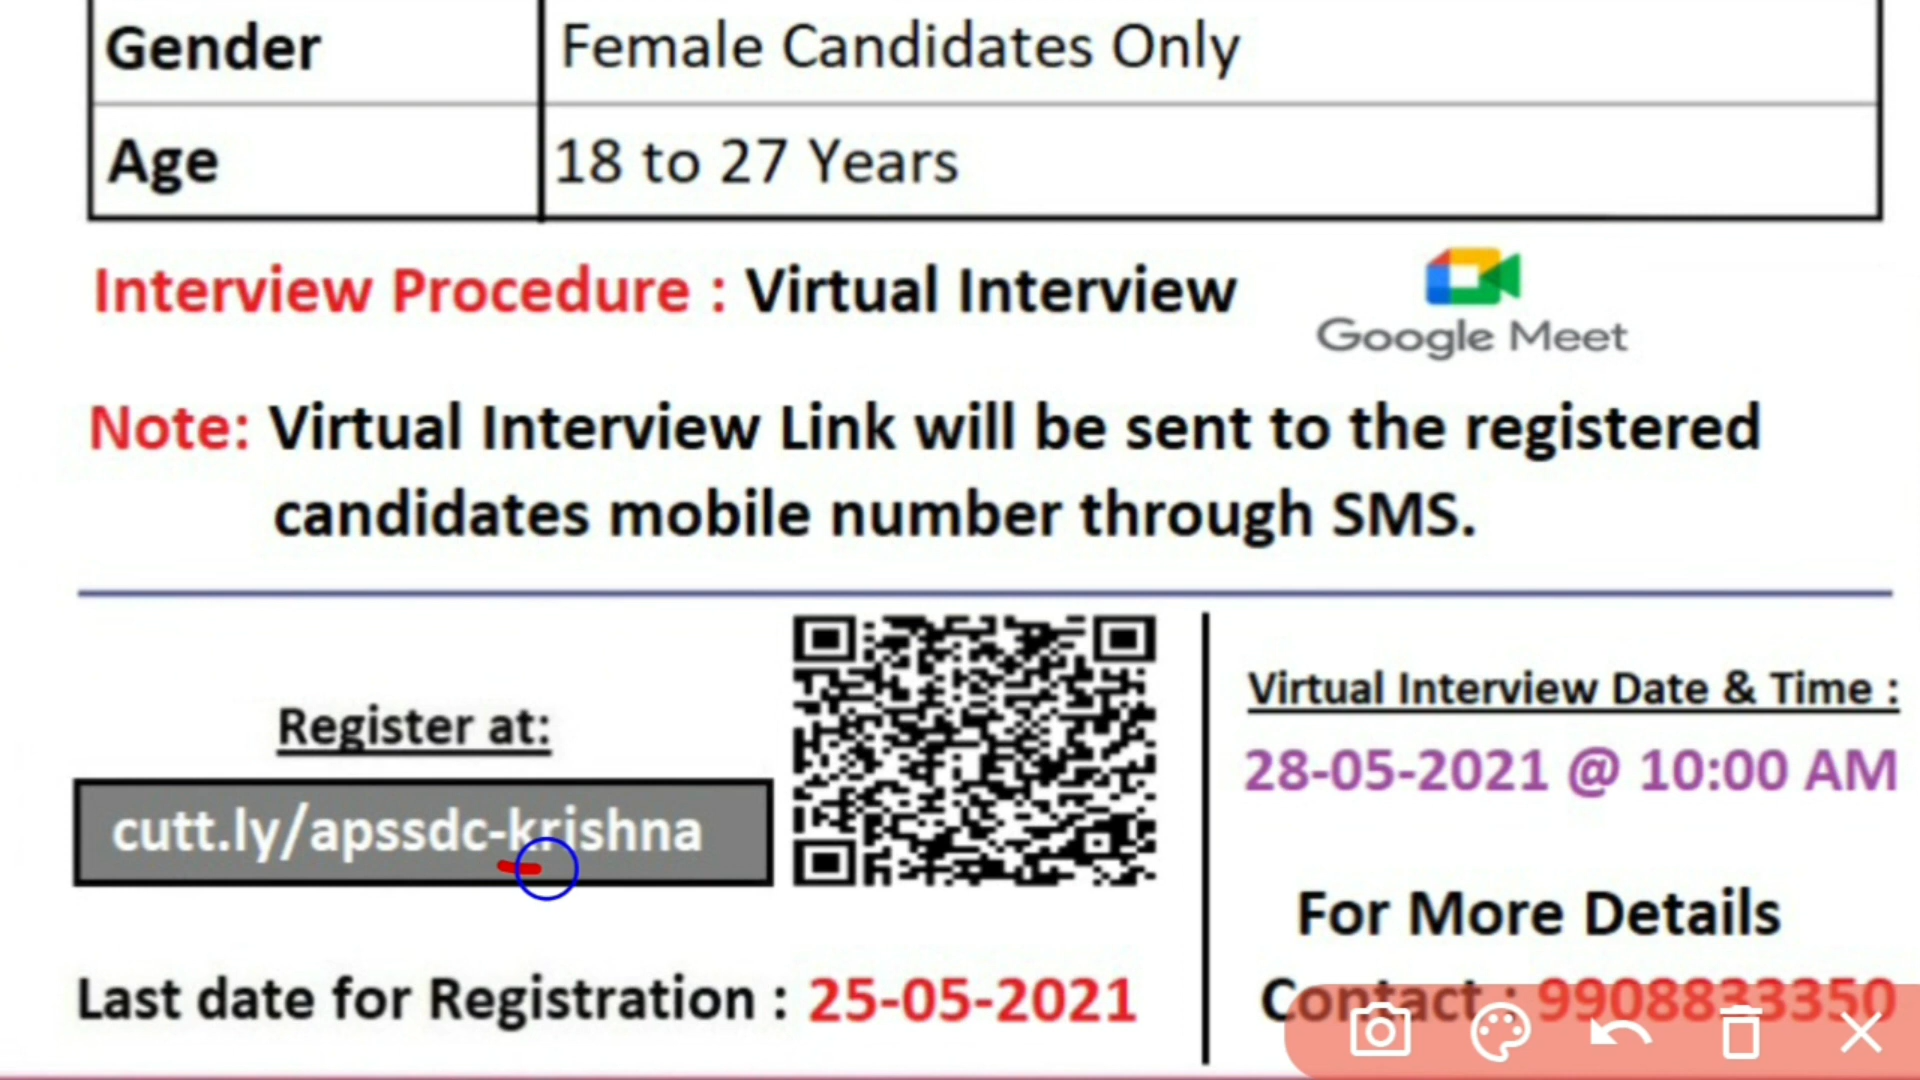 Gender Female Candidates Only
Age 18 to 27 Years
Interview Procedure : Virtual Interview
Google Meet
Note: Virtual Interview Link will be sent to the registered
candidates mobile number through SMS.
Register at:
cutt.ly/apssdc-krishna
Last date for Registration : 25-05-2021
Virtual Interview Date & Time :
28-05-2021 @ 10:00 AM
For More Details
Contact : 9908833350